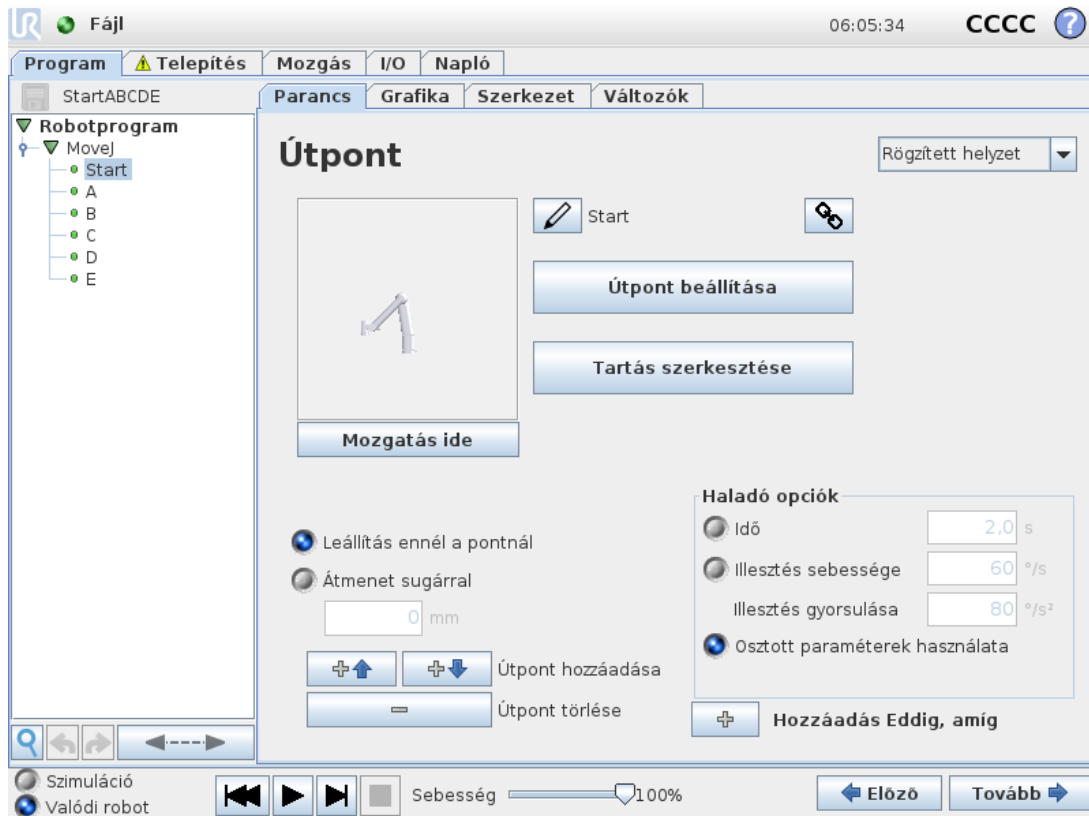 UR Fájl 06:05:34 CCCC ?
Program Telepítés Mozgás I/O Napló
StartABCDE Parancs Grafika Szerkezet Változók
Robotprogram
MoveJ
Start
A
B
C
D
E
Útpont Rögzített helyzet
Start
Útpont beállítása
Tartás szerkesztése
Mozgatás ide
Leállítás ennél a pontnál
Átmenet sugárral
0 mm
Útpont hozzáadása
Útpont törlése
Haladó opciók
Idő 2,0 s
Illesztés sebessége 60 °/s
Illesztés gyorsulása 80 °/s²
Osztott paraméterek használata
Hozzáadás Eddig, amíg
Szimuláció
Valódi robot
Sebesség 100%
Előző Tovább